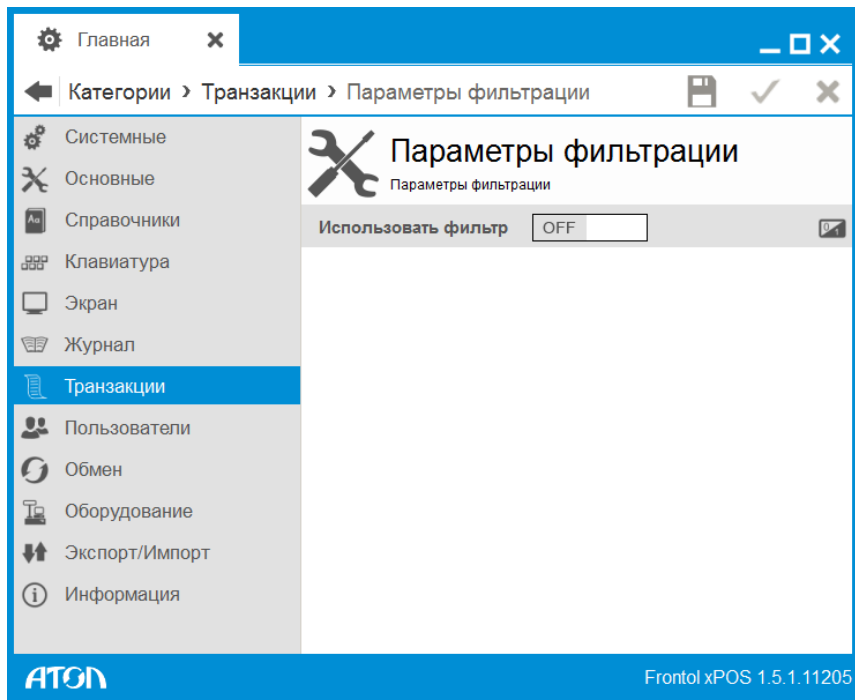 Главная
Категории › Транзакции › Параметры фильтрации
Системные
Основные
Справочники
Клавиатура
Экран
Журнал
Транзакции
Пользователи
Обмен
Оборудование
Экспорт/Импорт
Информация
Параметры фильтрации
Параметры фильтрации
Использовать фильтр OFF
АТОЛ
Frontol xPOS 1.5.1.11205